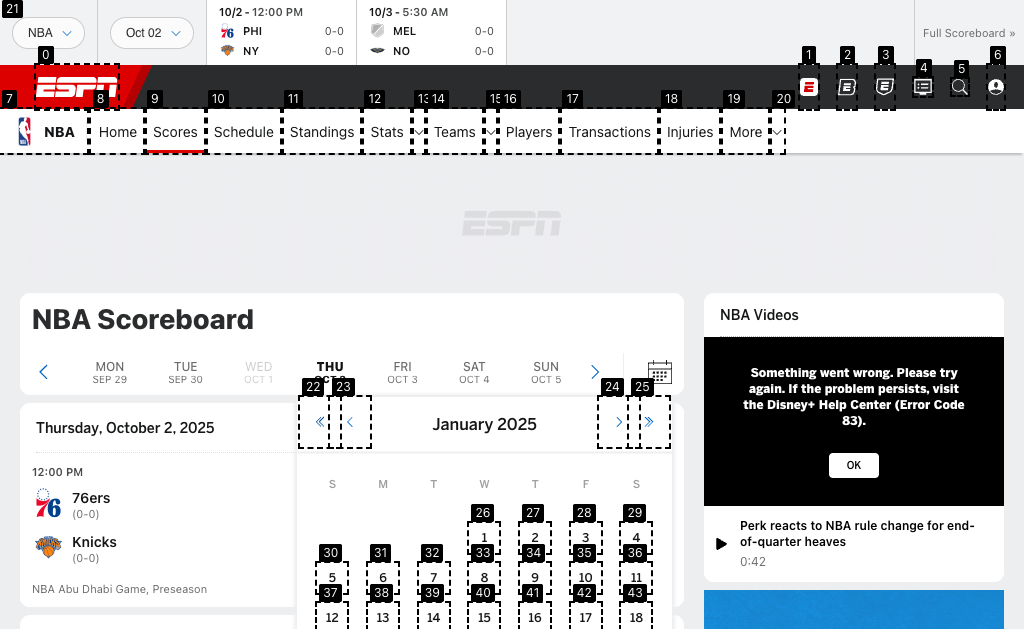 21
10/2 - 12:00 PM
10/3 - 5:30 AM
NBA
Oct 02
PHI
0-0
MEL
0-0
Full Scoreboard »
NY
0-0
NO
0-0
0
1
2
3
4
5
6
ESPN
7
8
9
10
11
12
13
14
15
16
17
18
19
20
NBA
Home
Scores
Schedule
Standings
Stats
Teams
Players
Transactions
Injuries
More
ESPN
NBA Scoreboard
NBA Videos
MON
SEP 29
TUE
SEP 30
WED
OCT 1
THU
FRI
OCT 3
SAT
OCT 4
SUN
OCT 5
22
23
24
25
Something went wrong. Please try
again. If the problem persists, visit
the Disney+ Help Center (Error Code
83).
OK
Thursday, October 2, 2025
January 2025
12:00 PM
76ers
(0-0)
Knicks
(0-0)
NBA Abu Dhabi Game, Preseason
S
M
T
W
T
F
S
26
27
28
29
1
2
3
4
30
31
32
33
34
35
36
5
6
7
8
9
10
11
37
38
39
40
41
42
43
12
13
14
15
16
17
18
Perk reacts to NBA rule change for end-
of-quarter heaves
0:42